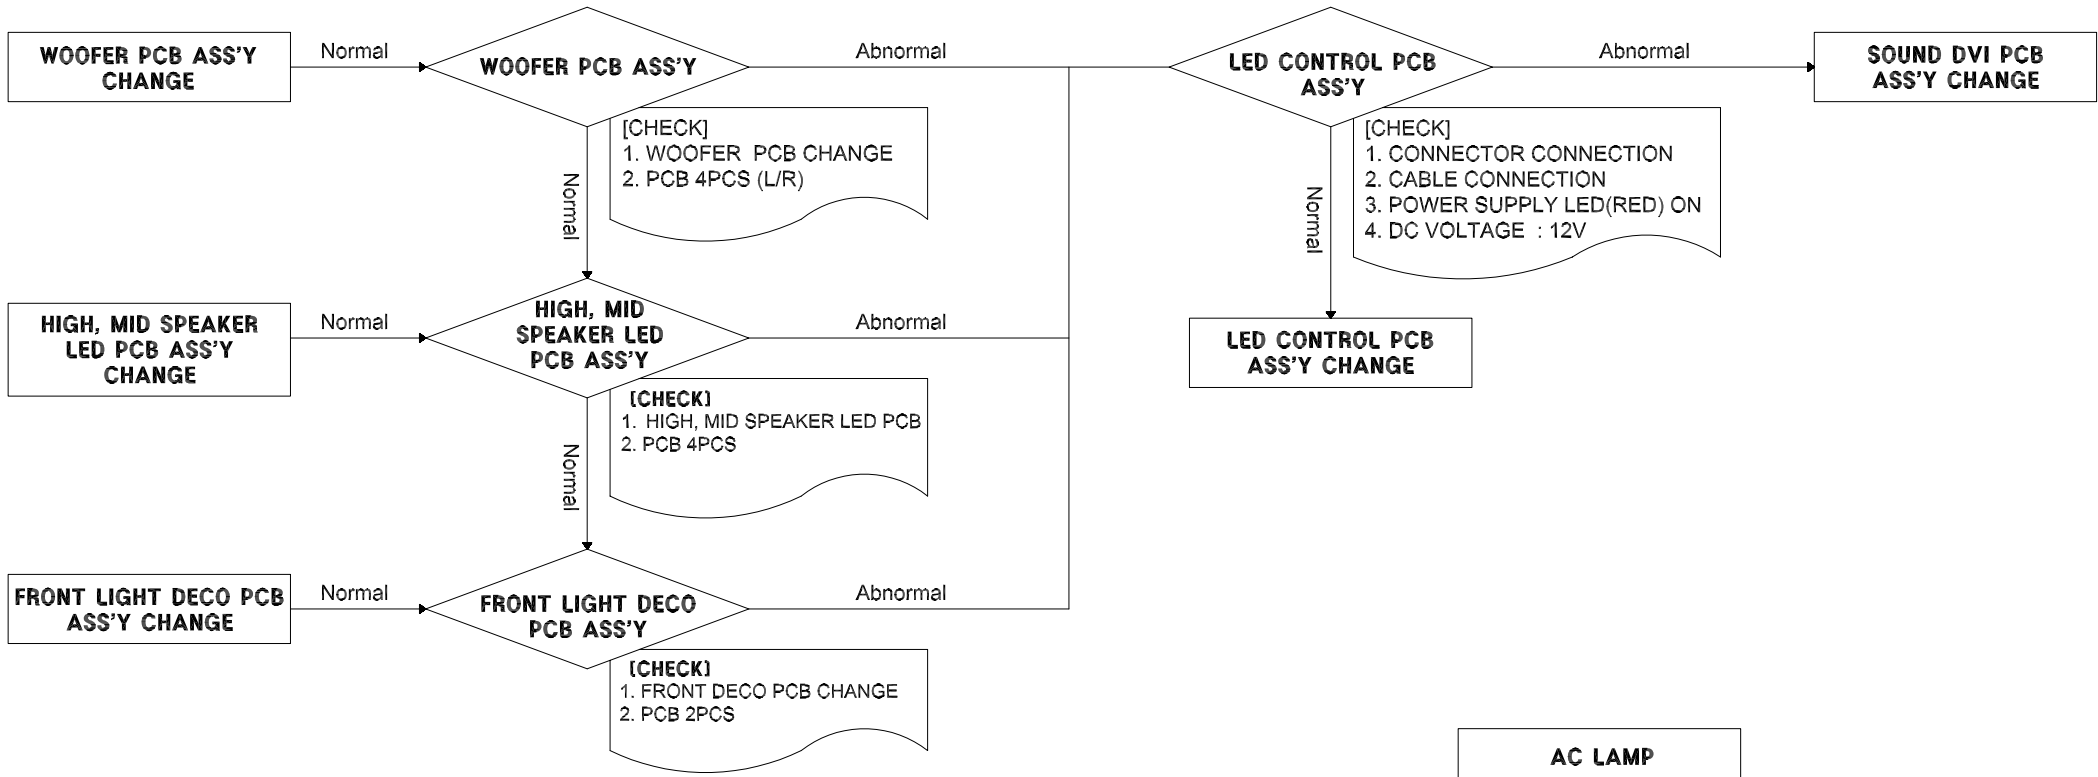 WOOFER PCB ASS'Y
CHANGE
Normal
WOOFER PCB ASS'Y
Abnormal
LED CONTROL PCB
ASS'Y
Abnormal
SOUND DVI PCB
ASS'Y CHANGE
[CHECK]
1. WOOFER PCB CHANGE
2. PCB 4PCS (L/R)
Normal
[CHECK]
1. CONNECTOR CONNECTION
2. CABLE CONNECTION
3. POWER SUPPLY LED(RED) ON
4. DC VOLTAGE : 12V
Normal
HIGH, MID SPEAKER
LED PCB ASS'Y
CHANGE
Normal
HIGH, MID
SPEAKER LED
PCB ASS'Y
Abnormal
LED CONTROL PCB
ASS'Y CHANGE
[CHECK]
1. HIGH, MID SPEAKER LED PCB
2. PCB 4PCS
Normal
FRONT LIGHT DECO PCB
ASS'Y CHANGE
Normal
FRONT LIGHT DECO
PCB ASS'Y
Abnormal
[CHECK]
1. FRONT DECO PCB CHANGE
2. PCB 2PCS
AC LAMP